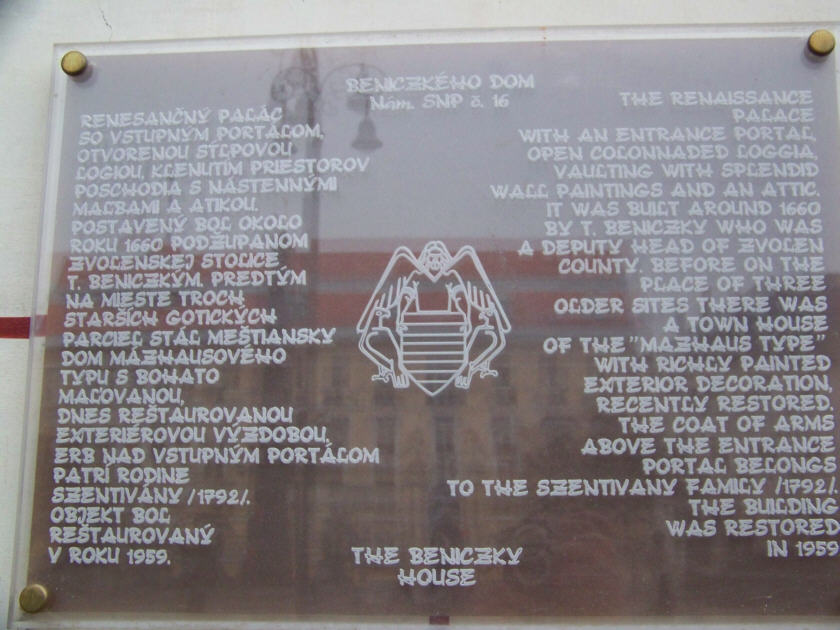 BENICZKÉHO DOM
Nám. SNP č. 16
RENESANČNÝ PALÁC
SO VSTUPNÝM PORTÁLOM,
OTVORENOU STĹPOVOU
LOGIOU, KLENUTÍM PRIESTOROV
POSCHODIA S NÁSTENNÝMI
MAĽBAMI A ATIKOU.
POSTAVENÝ BOL OKOLO
ROKU 1660 PODŽUPANOM
ZVOLENSKEJ STOLICE
T. BENICZKÝM. PREDTÝM
NA MIESTE TROCH
STARŠÍCH GOTICKÝCH
PARCIEL STÁL MEŠTIANSKY
DOM MÁZHAUSOVÉHO
TYPU S BOHATO
MAĽOVANOU,
DNES REŠTAUROVANOU
EXTERIÉROVOU VÝZDOBOU.
ERB NAD VSTUPNÝM PORTÁLOM
PATRÍ RODINE
SZENTIVÁNY /1792/.
OBJEKT BOL
REŠTAUROVANÝ
V ROKU 1959.
THE RENAISSANCE
PALACE
WITH AN ENTRANCE PORTAL,
OPEN COLONNADED LOGGIA,
VAULTING WITH SPLENDID
WALL PAINTINGS AND AN ATTIC.
IT WAS BUILT AROUND 1660
BY T. BENICZKY WHO WAS
A DEPUTY HEAD OF ZVOLEN
COUNTY. BEFORE ON THE
PLACE OF THREE
OLDER SITES THERE WAS
A TOWN HOUSE
OF THE "MAZHAUS TYPE"
WITH RICHLY PAINTED
EXTERIOR DECORATION
RECENTLY RESTORED
THE COAT OF ARMS
ABOVE THE ENTRANCE
PORTAL BELONGS
TO THE SZENTIVANY FAMILY /1792/.
THE BUILDING
WAS RESTORED
IN 1959
THE BENICZKY
HOUSE